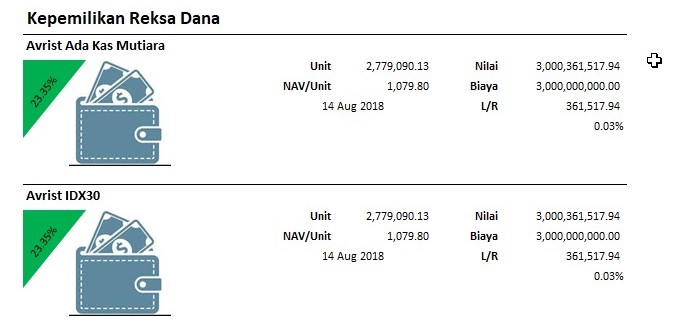 Kepemilikan Reksa Dana
Avrist Ada Kas Mutiara
23.35%
Unit 2,779,090.13 Nilai 3,000,361,517.94
NAV/Unit 1,079.80 Biaya 3,000,000,000.00
14 Aug 2018 L/R 361,517.94
0.03%
Avrist IDX30
23.35%
Unit 2,779,090.13 Nilai 3,000,361,517.94
NAV/Unit 1,079.80 Biaya 3,000,000,000.00
14 Aug 2018 L/R 361,517.94
0.03%